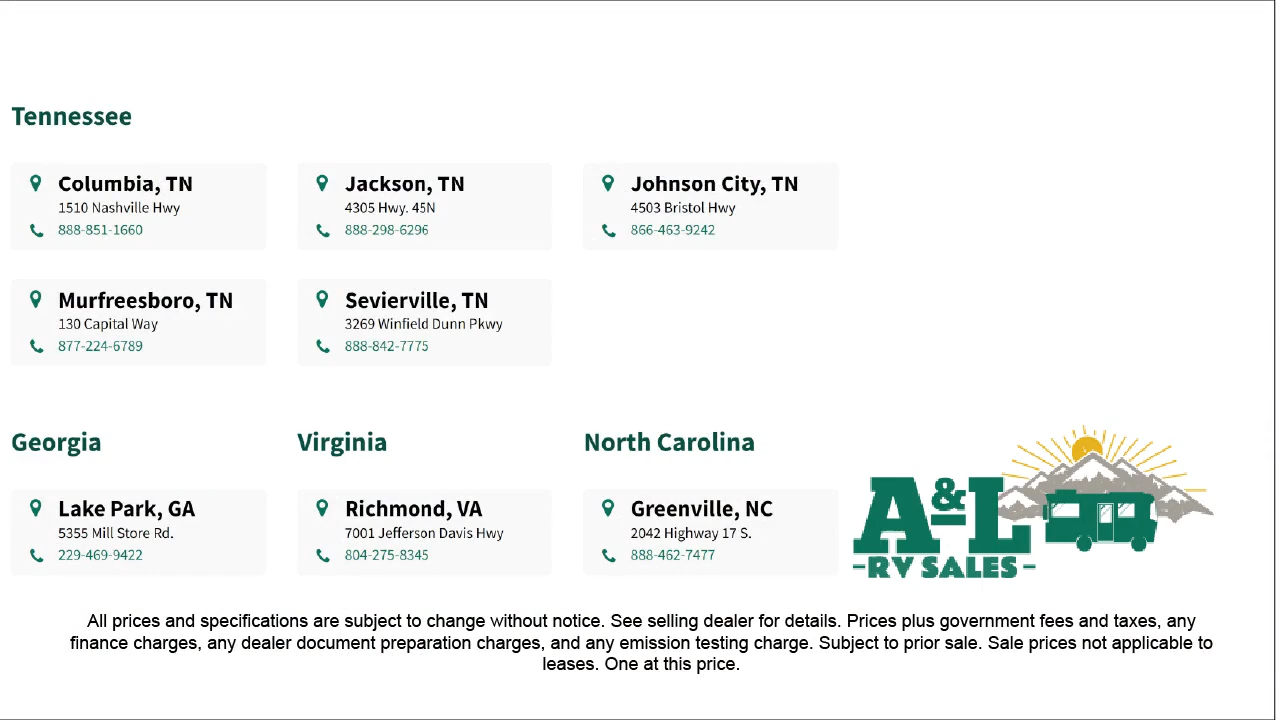 Tennessee
Columbia, TN
1510 Nashville Hwy
888-851-1660
Jackson, TN
4305 Hwy. 45N
888-298-6296
Johnson City, TN
4503 Bristol Hwy
866-463-9242
Murfreesboro, TN
130 Capital Way
877-224-6789
Sevierville, TN
3269 Winfield Dunn Pkwy
888-842-7775
Georgia
Lake Park, GA
5355 Mill Store Rd.
229-469-9422
Virginia
Richmond, VA
7001 Jefferson Davis Hwy
804-275-8345
North Carolina
Greenville, NC
2042 Highway 17 S.
888-462-7477
A&L
-RV SALES-
All prices and specifications are subject to change without notice. See selling dealer for details. Prices plus government fees and taxes, any
finance charges, any dealer document preparation charges, and any emission testing charge. Subject to prior sale. Sale prices not applicable to
leases. One at this price.